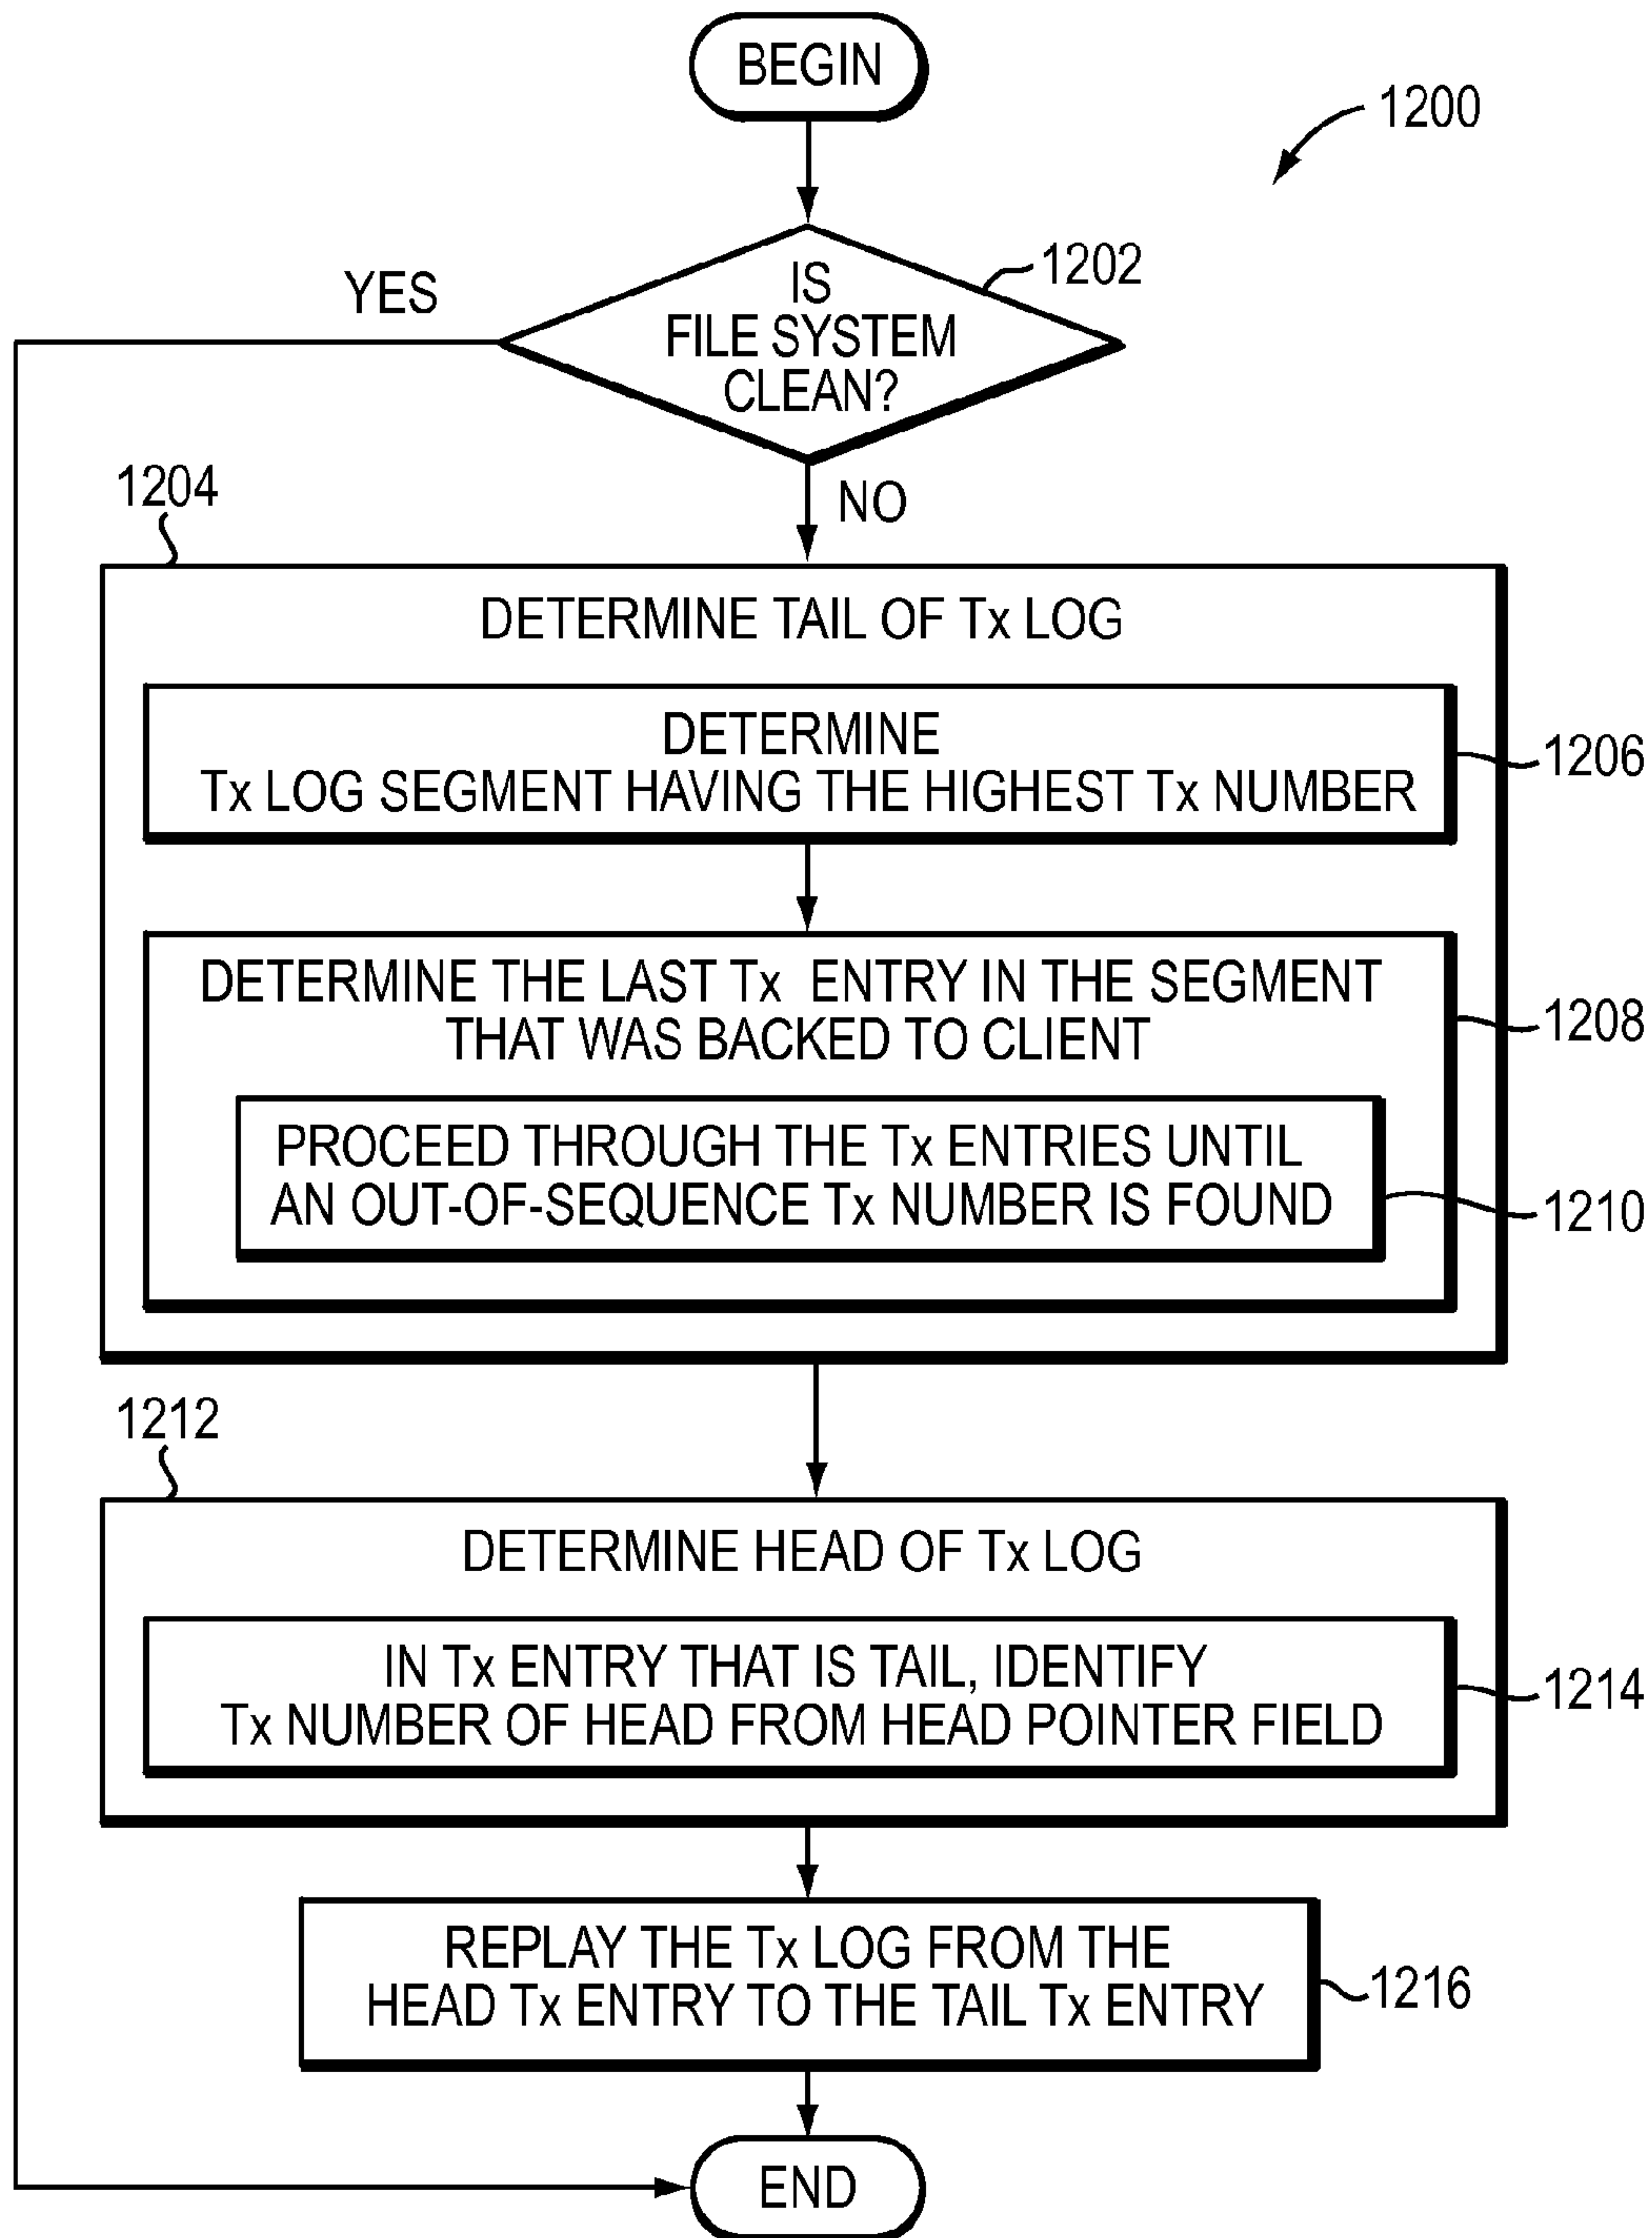 BEGIN
1200
IS
FILE SYSTEM
CLEAN?
1202
YES
NO
1204
DETERMINE TAIL OF Tx LOG
DETERMINE
Tx LOG SEGMENT HAVING THE HIGHEST Tx NUMBER
1206
DETERMINE THE LAST Tx ENTRY IN THE SEGMENT
THAT WAS BACKED TO CLIENT
1208
PROCEED THROUGH THE Tx ENTRIES UNTIL
AN OUT-OF-SEQUENCE Tx NUMBER IS FOUND
1210
1212
DETERMINE HEAD OF Tx LOG
IN Tx ENTRY THAT IS TAIL, IDENTIFY
Tx NUMBER OF HEAD FROM HEAD POINTER FIELD
1214
REPLAY THE Tx LOG FROM THE
HEAD Tx ENTRY TO THE TAIL Tx ENTRY
1216
END